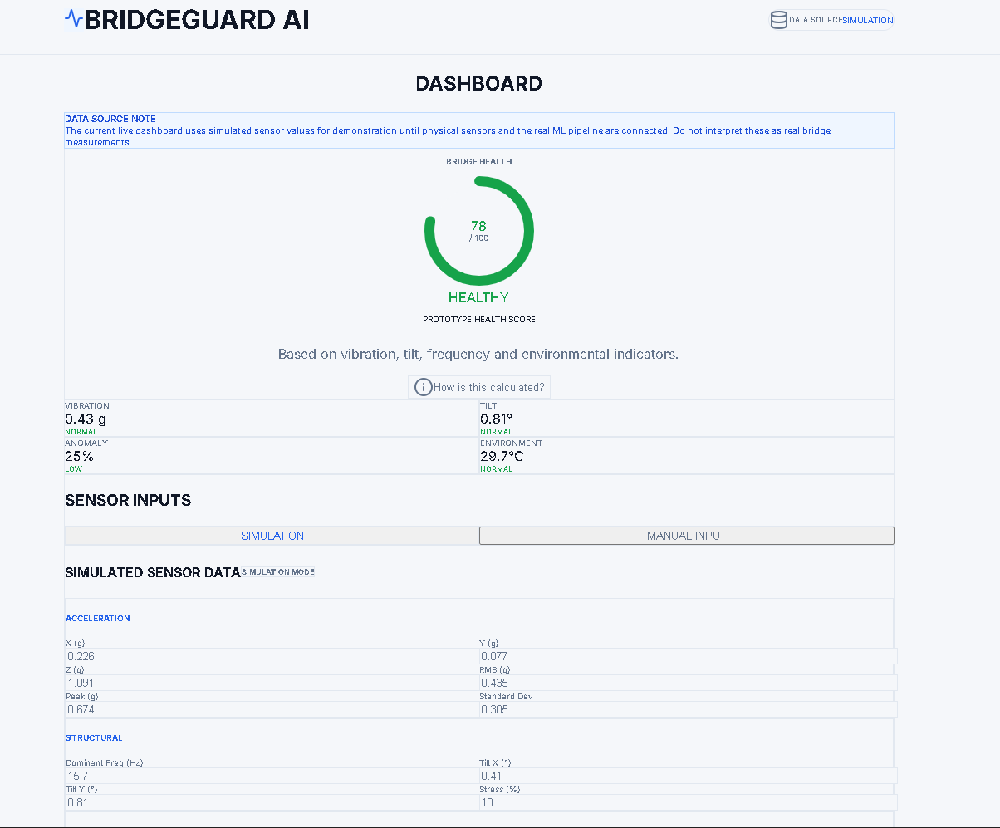 BRIDGEGUARD AI
DATA SOURCE SIMULATION
DASHBOARD
DATA SOURCE NOTE
The current live dashboard uses simulated sensor values for demonstration until physical sensors and the real ML pipeline are connected. Do not interpret these as real bridge
measurements.
BRIDGE HEALTH
78
/ 100
HEALTHY
PROTOTYPE HEALTH SCORE
Based on vibration, tilt, frequency and environmental indicators.
How is this calculated?
VIBRATION
0.43 g
NORMAL
TILT
0.81°
NORMAL
ANOMALY
25%
LOW
ENVIRONMENT
29.7°C
NORMAL
SENSOR INPUTS
SIMULATION
MANUAL INPUT
SIMULATED SENSOR DATA SIMULATION MODE
ACCELERATION
X (g)
0.226
Y (g)
0.077
Z (g)
1.091
RMS (g)
0.435
Peak (g)
0.674
Standard Dev
0.305
STRUCTURAL
Dominant Freq (Hz)
15.7
Tilt X (°)
0.41
Tilt Y (°)
0.81
Stress (%)
10